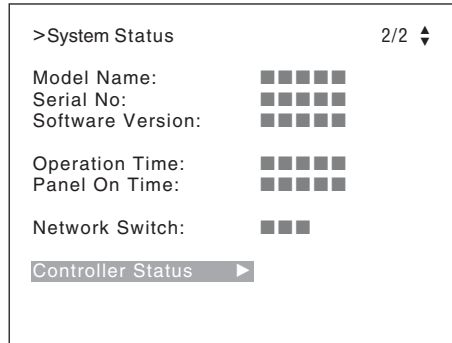 >System Status 2/2
Model Name: ■■■■■
Serial No: ■■■■■
Software Version: ■■■■■
Operation Time: ■■■■■
Panel On Time: ■■■■■
Network Switch: ■■■
Controller Status ▶